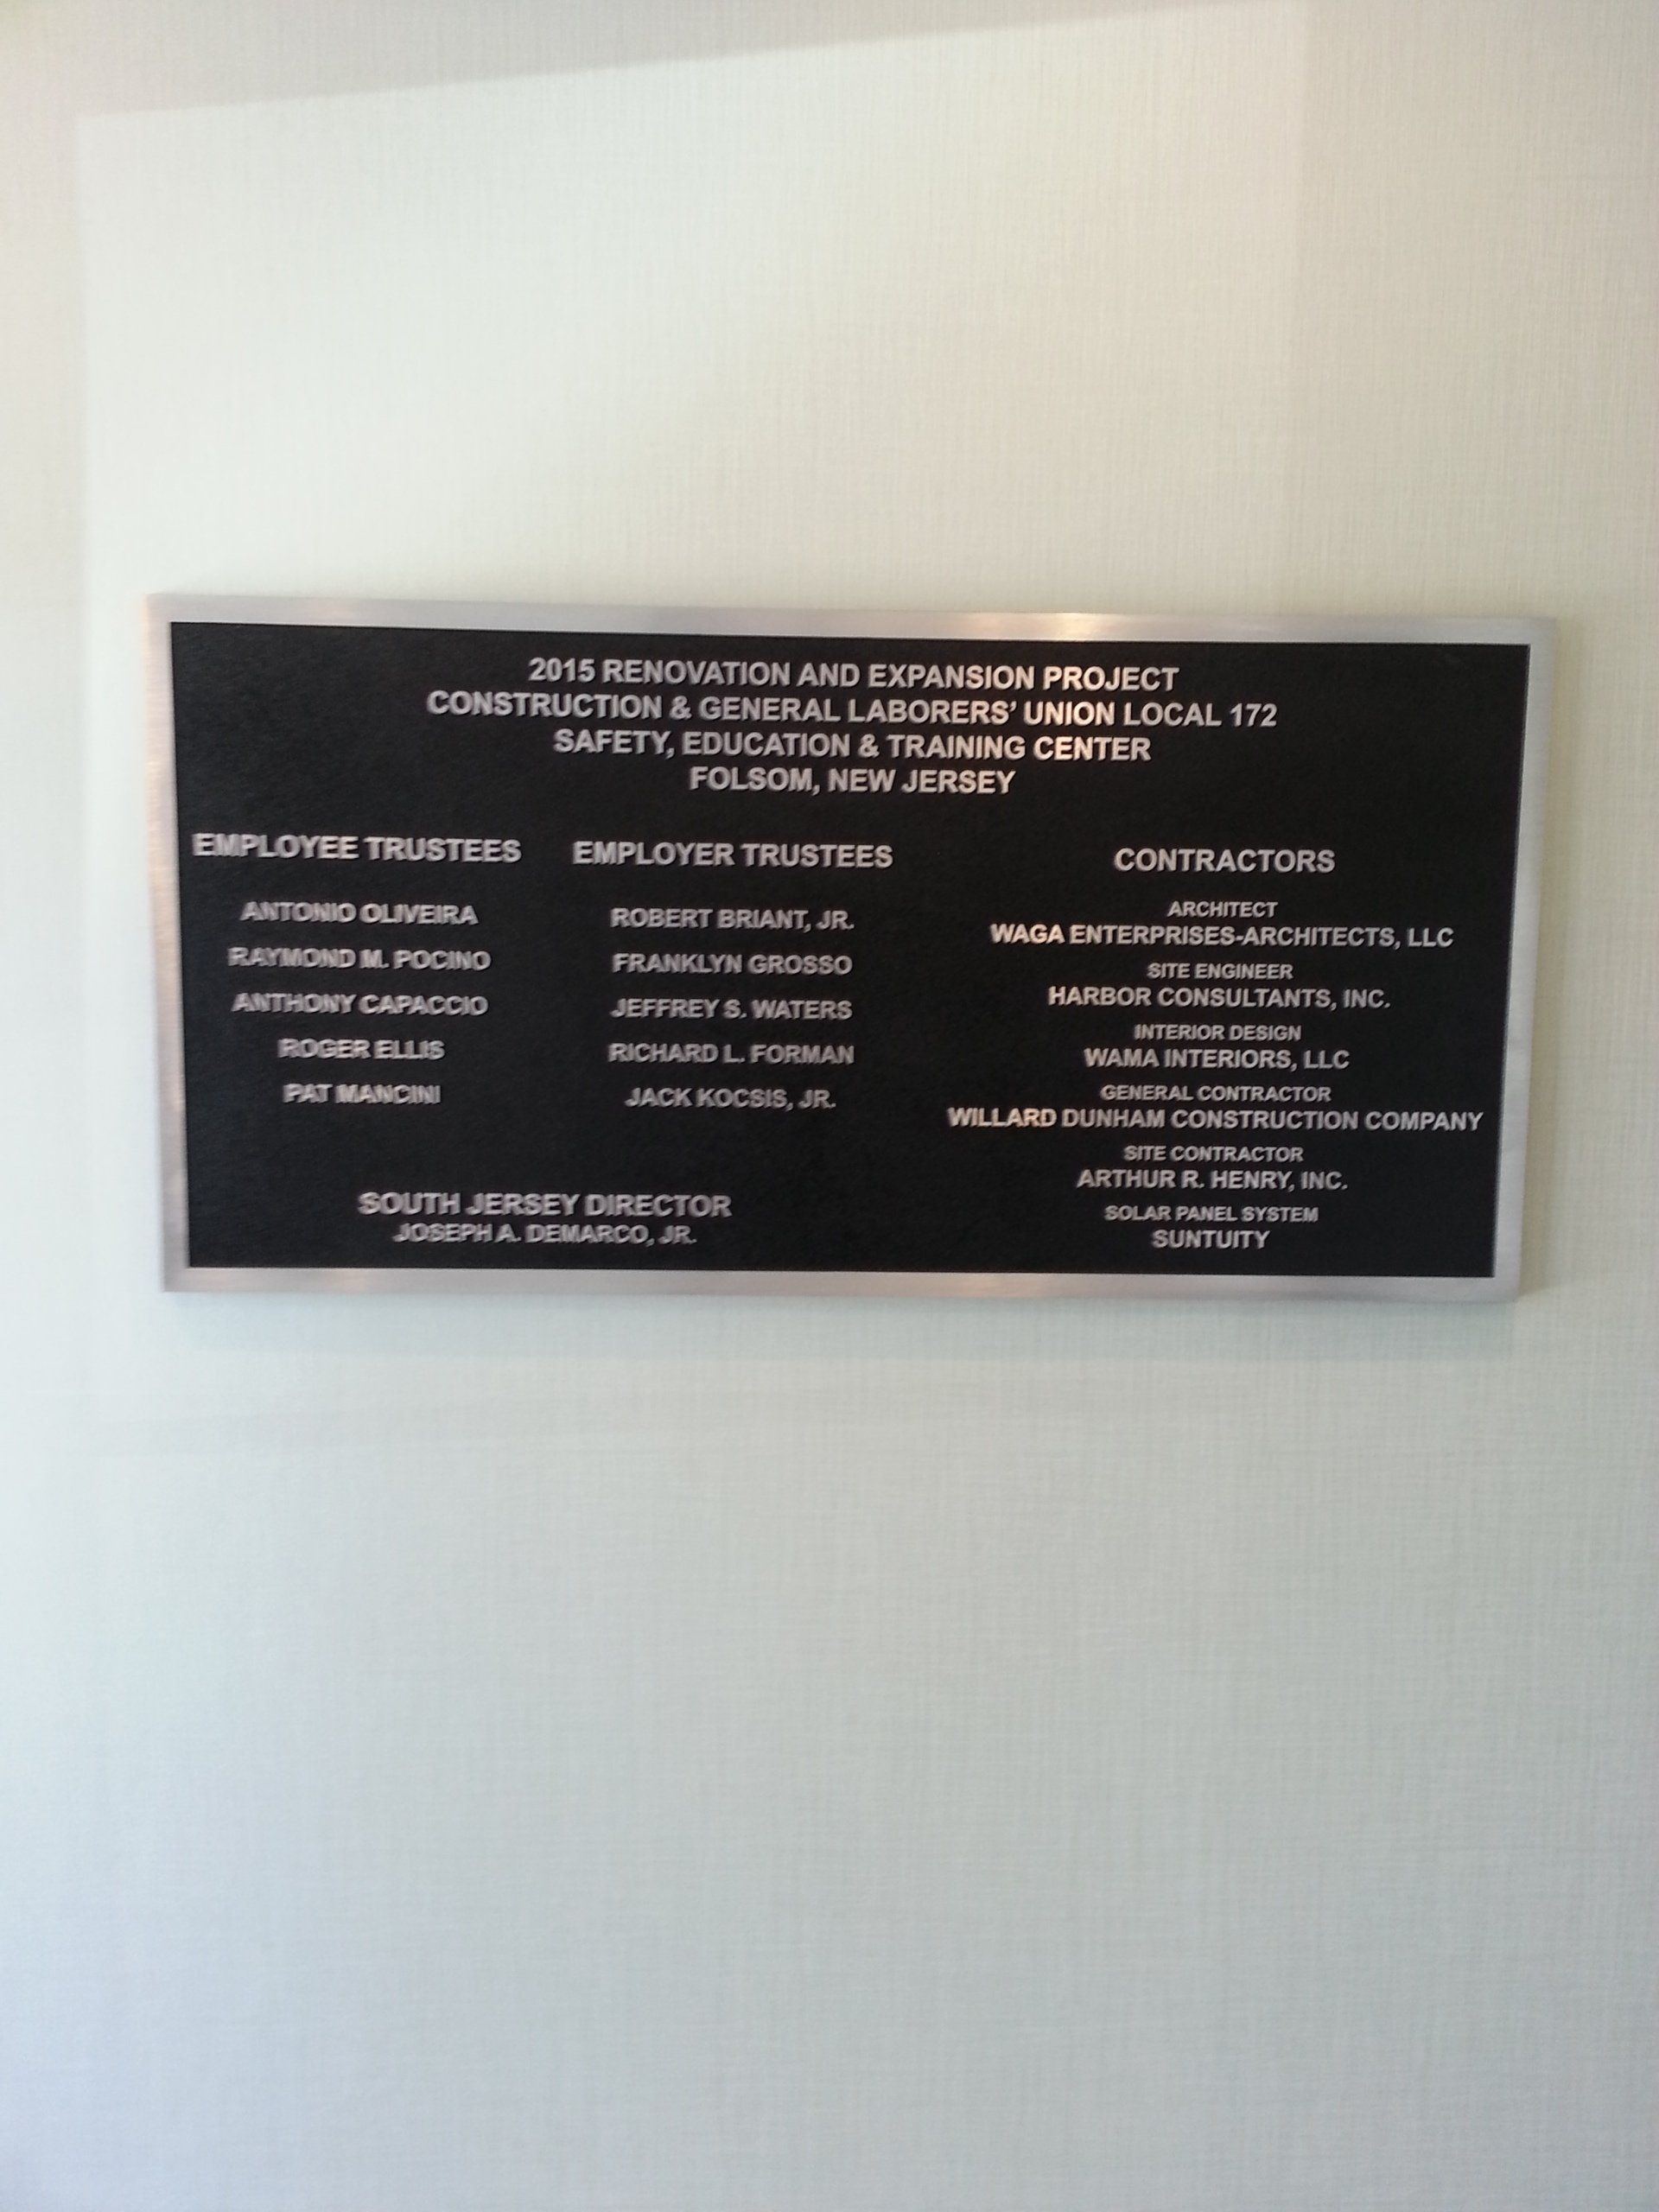 2015 RENOVATION AND EXPANSION PROJECT
CONSTRUCTION & GENERAL LABORERS' UNION LOCAL 172
SAFETY, EDUCATION & TRAINING CENTER
FOLSOM, NEW JERSEY
EMPLOYEE TRUSTEES
ANTONIO OLIVEIRA
RAYMOND M. POCINO
ANTHONY CAPACCIO
ROGER ELLIS
PAT MANCINI
EMPLOYER TRUSTEES
ROBERT BRIANT, JR.
FRANKLYN GROSSO
JEFFREY S. WATERS
RICHARD L. FORMAN
JACK KOCSIS, JR.
SOUTH JERSEY DIRECTOR
JOSEPH A. DEMARCO, JR.
CONTRACTORS
ARCHITECT
WAGA ENTERPRISES-ARCHITECTS, LLC
SITE ENGINEER
HARBOR CONSULTANTS, INC.
INTERIOR DESIGN
WAMA INTERIORS, LLC
GENERAL CONTRACTOR
WILLARD DUNHAM CONSTRUCTION COMPANY
SITE CONTRACTOR
ARTHUR R. HENRY, INC.
SOLAR PANEL SYSTEM
SUNTUITY